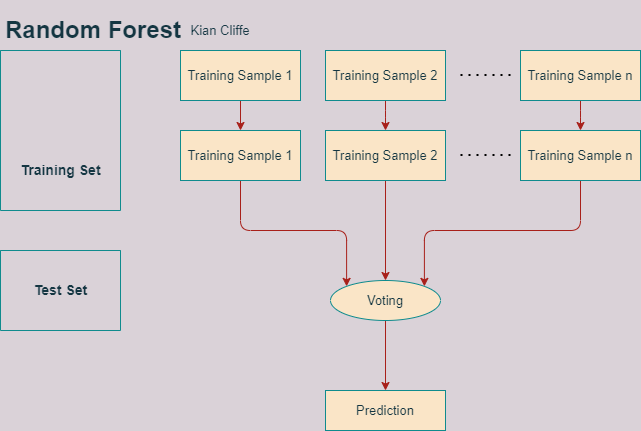 Random Forest Kian Cliffe
Training Sample 1 Training Sample 2 ....... Training Sample n
Training Sample 1 Training Sample 2 ....... Training Sample n
Training Set
Test Set
Voting
Prediction